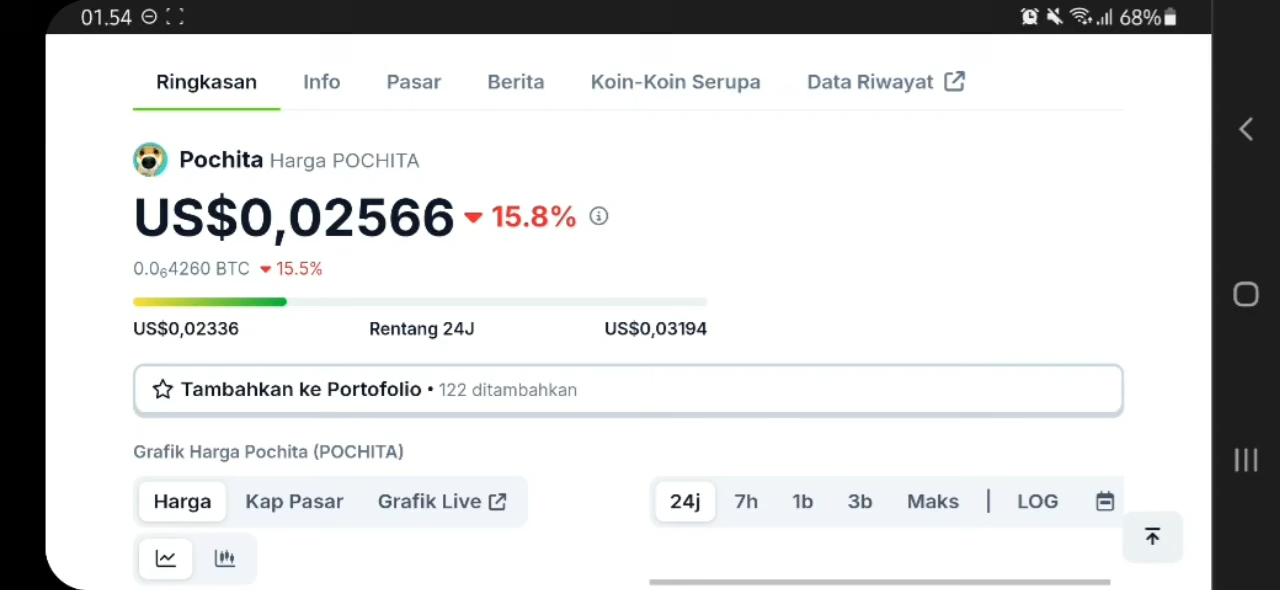 01.54 68%
Ringkasan Info Pasar Berita Koin-Koin Serupa Data Riwayat
Pochita Harga POCHITA
US$0,02566 15.8%
0.0₆4260 BTC 15.5%
US$0,02336 Rentang 24J US$0,03194
Tambahkan ke Portofolio • 122 ditambahkan
Grafik Harga Pochita (POCHITA)
Harga Kap Pasar Grafik Live 24j 7h 1b 3b Maks | LOG